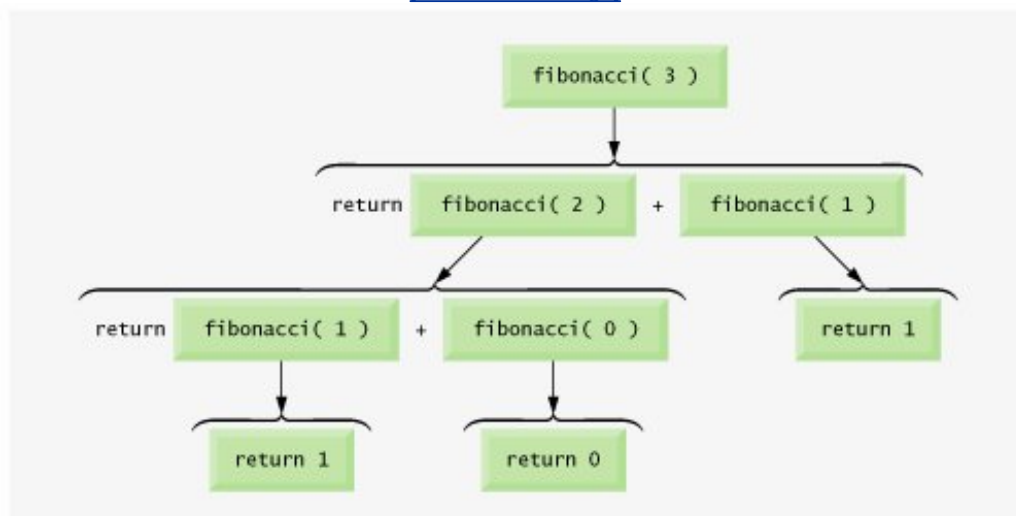 fibonacci( 3 )
return fibonacci( 2 ) + fibonacci( 1 )
return fibonacci( 1 ) + fibonacci( 0 ) return 1
return 1 return 0